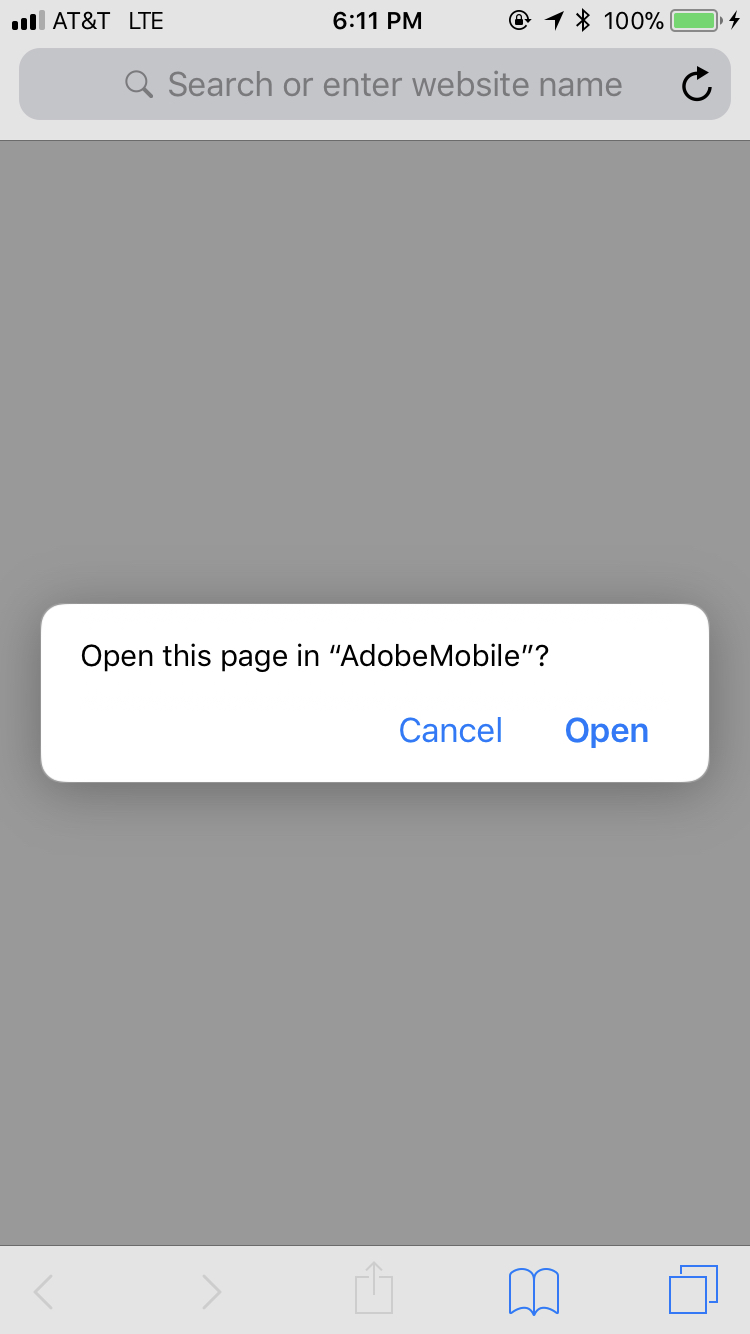 AT&T LTE 6:11 PM 100%
Search or enter website name
Open this page in “AdobeMobile”?
Cancel Open